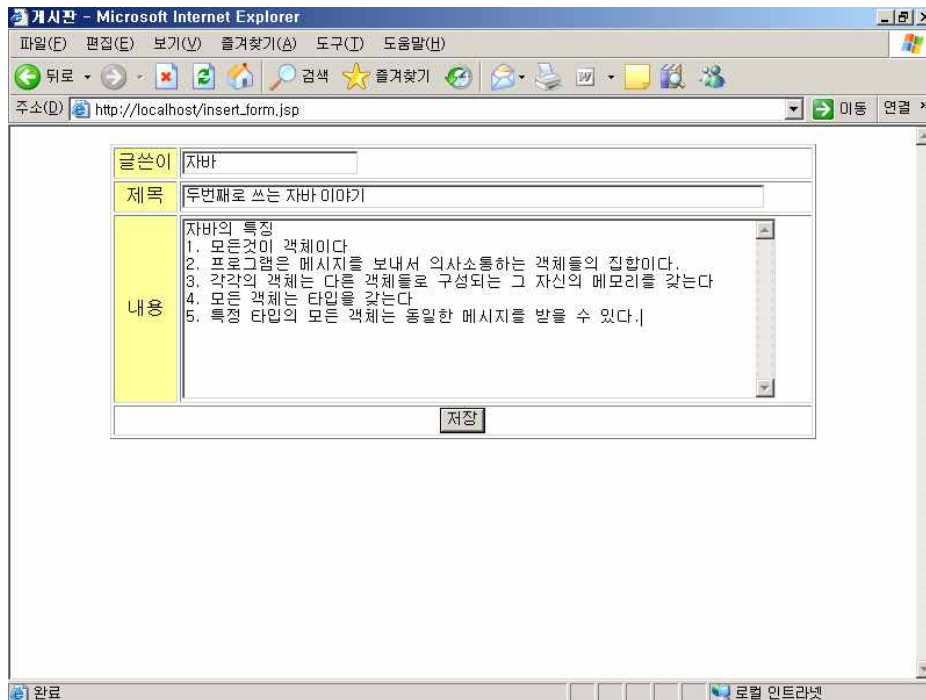 게시판 - Microsoft Internet Explorer
파일(F) 편집(E) 보기(V) 즐겨찾기(A) 도구(T) 도움말(H)
뒤로 검색 즐겨찾기
주소(D) http://localhost/insert_form.jsp 이동 연결 »
글쓴이 자바
제목 두번째로 쓰는 자바 이야기
자바의 특징
1. 모든것이 객체이다
2. 프로그램은 메시지를 보내서 의사소통하는 객체들의 집합이다.
3. 각각의 객체는 다른 객체들로 구성되는 그 자신의 메모리를 갖는다
내용 4. 모든 객체는 타입을 갖는다
5. 특정 타입의 모든 객체는 동일한 메시지를 받을 수 있다.
저장
완료 로컬 인트라넷